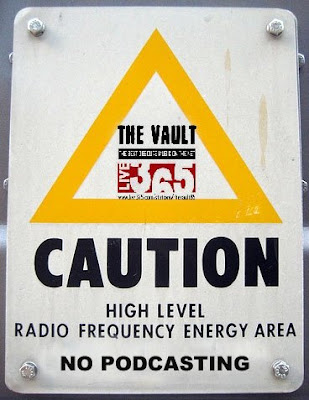 THE VAULT
LIVE
365
CAUTION
HIGH LEVEL
RADIO FREQUENCY ENERGY AREA
NO PODCASTING